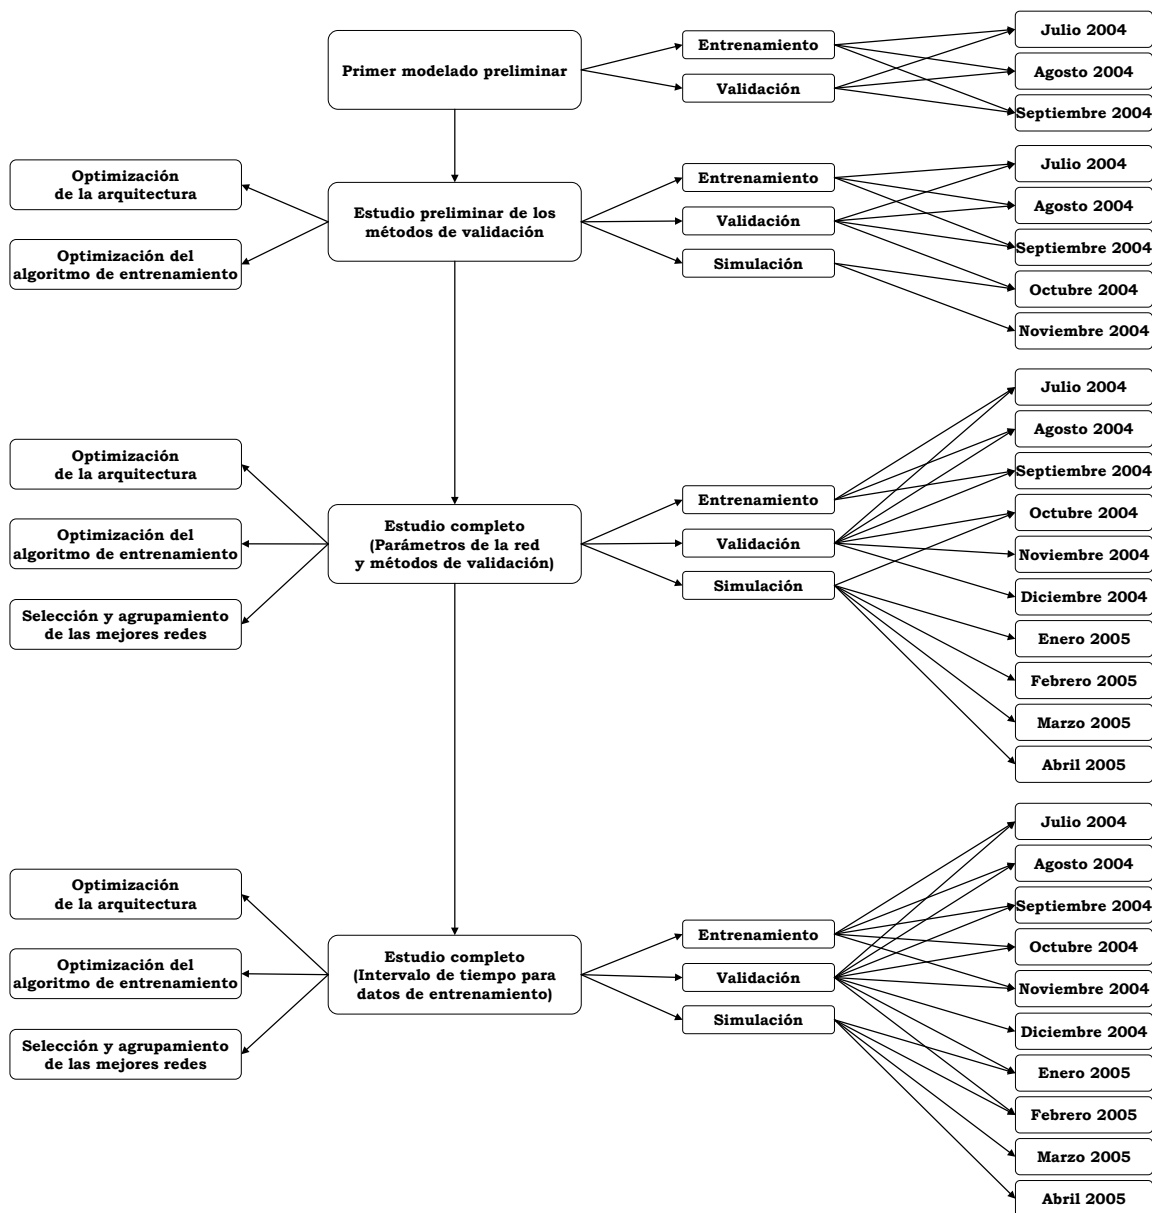 Primer modelado preliminar
Entrenamiento
Validación
Julio 2004
Agosto 2004
Septiembre 2004
Optimización
de la arquitectura
Optimización del
algoritmo de entrenamiento
Estudio preliminar de los
métodos de validación
Entrenamiento
Validación
Simulación
Julio 2004
Agosto 2004
Septiembre 2004
Octubre 2004
Noviembre 2004
Optimización
de la arquitectura
Optimización del
algoritmo de entrenamiento
Selección y agrupamiento
de las mejores redes
Estudio completo
(Parámetros de la red
y métodos de validación)
Entrenamiento
Validación
Simulación
Julio 2004
Agosto 2004
Septiembre 2004
Octubre 2004
Noviembre 2004
Diciembre 2004
Enero 2005
Febrero 2005
Marzo 2005
Abril 2005
Optimización
de la arquitectura
Optimización del
algoritmo de entrenamiento
Selección y agrupamiento
de las mejores redes
Estudio completo
(Intervalo de tiempo para
datos de entrenamiento)
Entrenamiento
Validación
Simulación
Julio 2004
Agosto 2004
Septiembre 2004
Octubre 2004
Noviembre 2004
Diciembre 2004
Enero 2005
Febrero 2005
Marzo 2005
Abril 2005